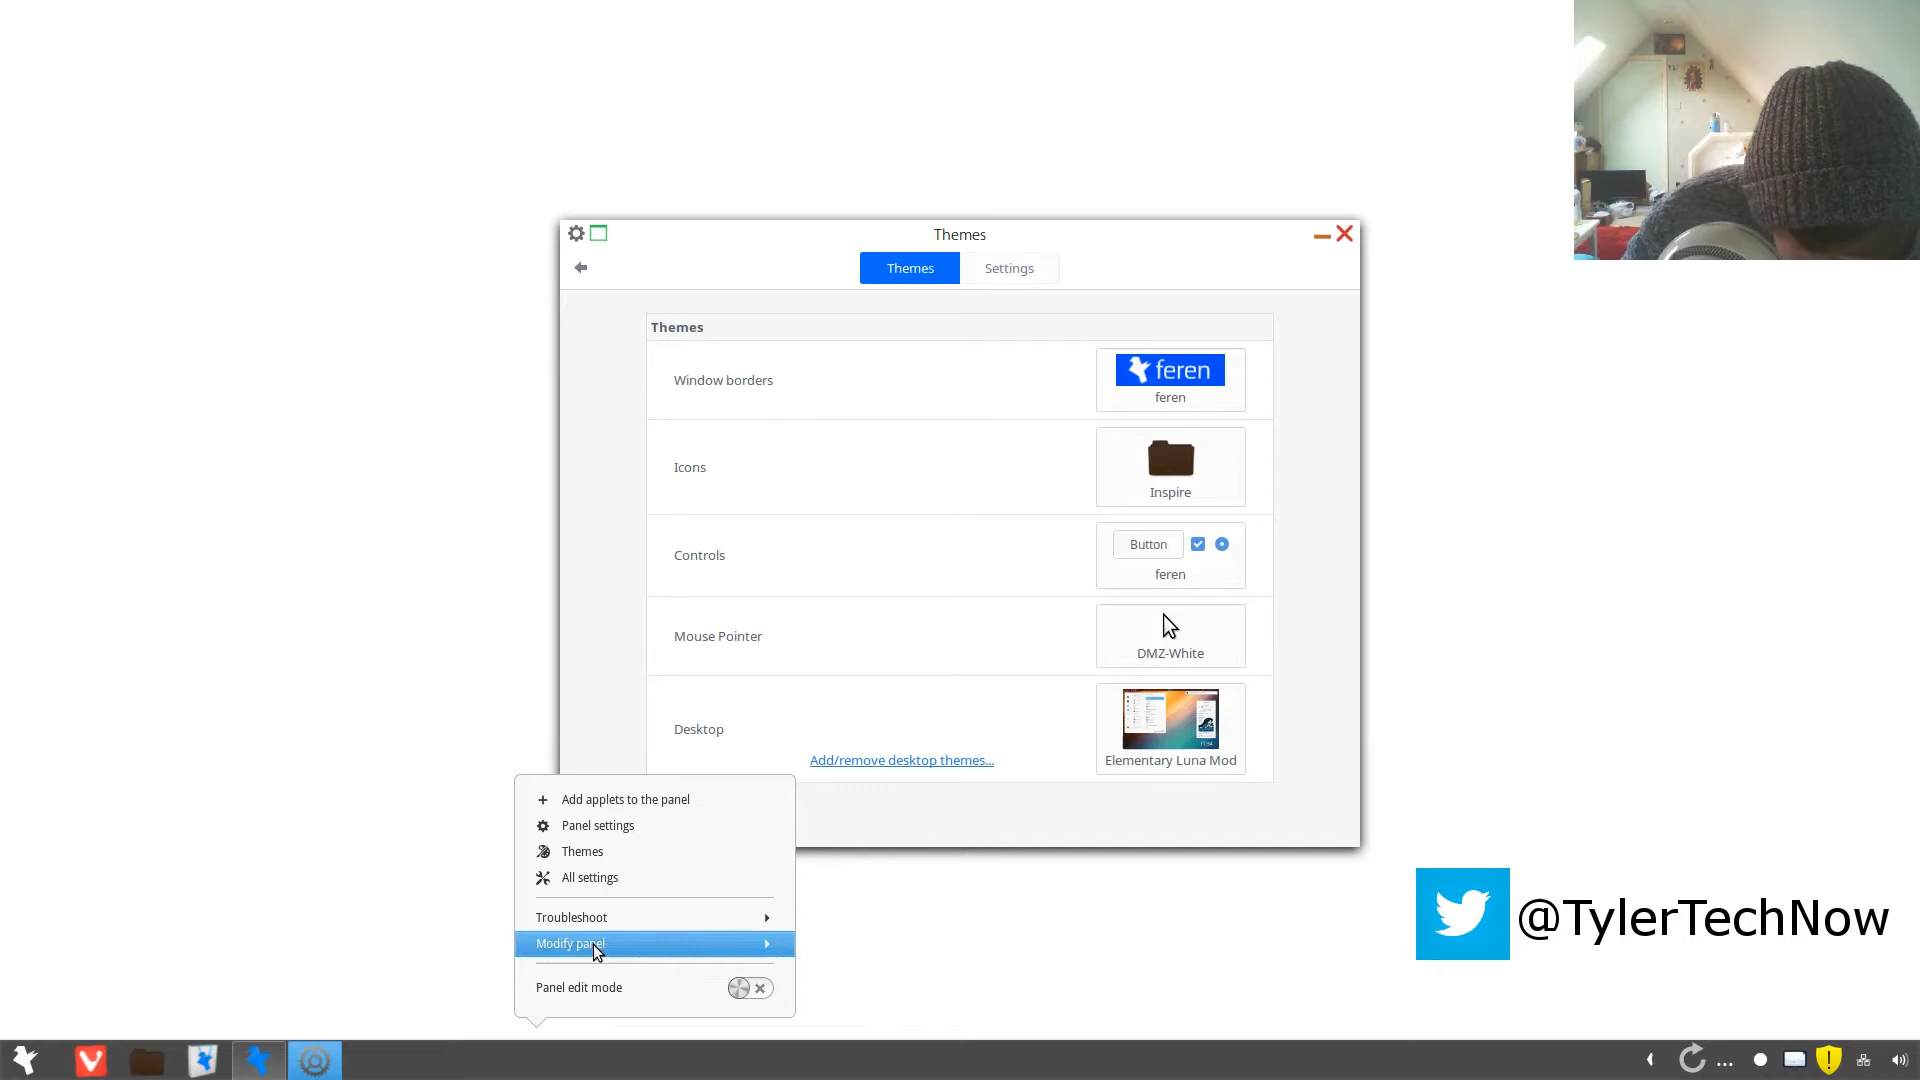 Themes
Themes
Settings
Themes
Window borders
feren
feren
Icons
Inspire
Controls
Button
feren
Mouse Pointer
DMZ-White
Desktop
Add/remove desktop themes...
Elementary Luna Mod
Add applets to the panel
Panel settings
Themes
All settings
Troubleshoot
Modify panel
Panel edit mode
@TylerTechNow
...